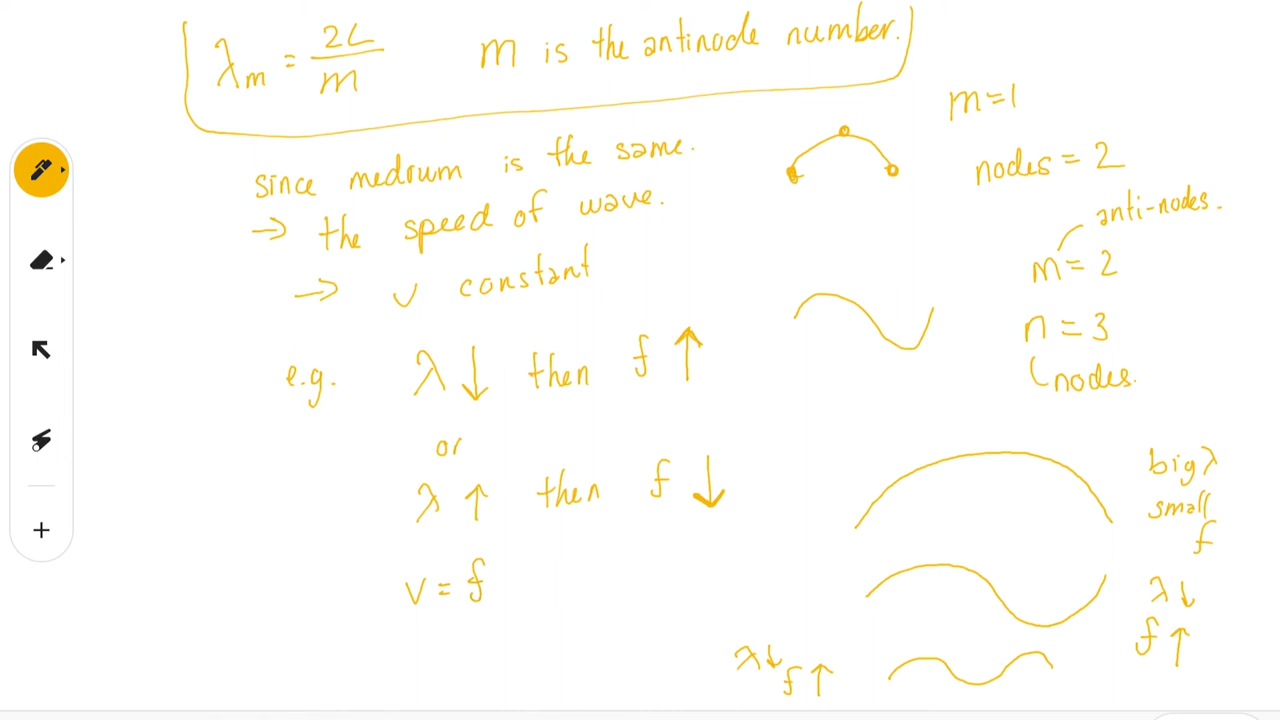 λm = 2L/m m is the antinode number.
m=1
since medium is the same.
nodes = 2
→ the speed of wave.
anti-nodes.
m = 2
→ v constant
n = 3
nodes.
e.g. λ↓ then f↑
or
λ↑ then f↓
big λ
small
f
v = f
λ↓
f↑
λ↓
f↑